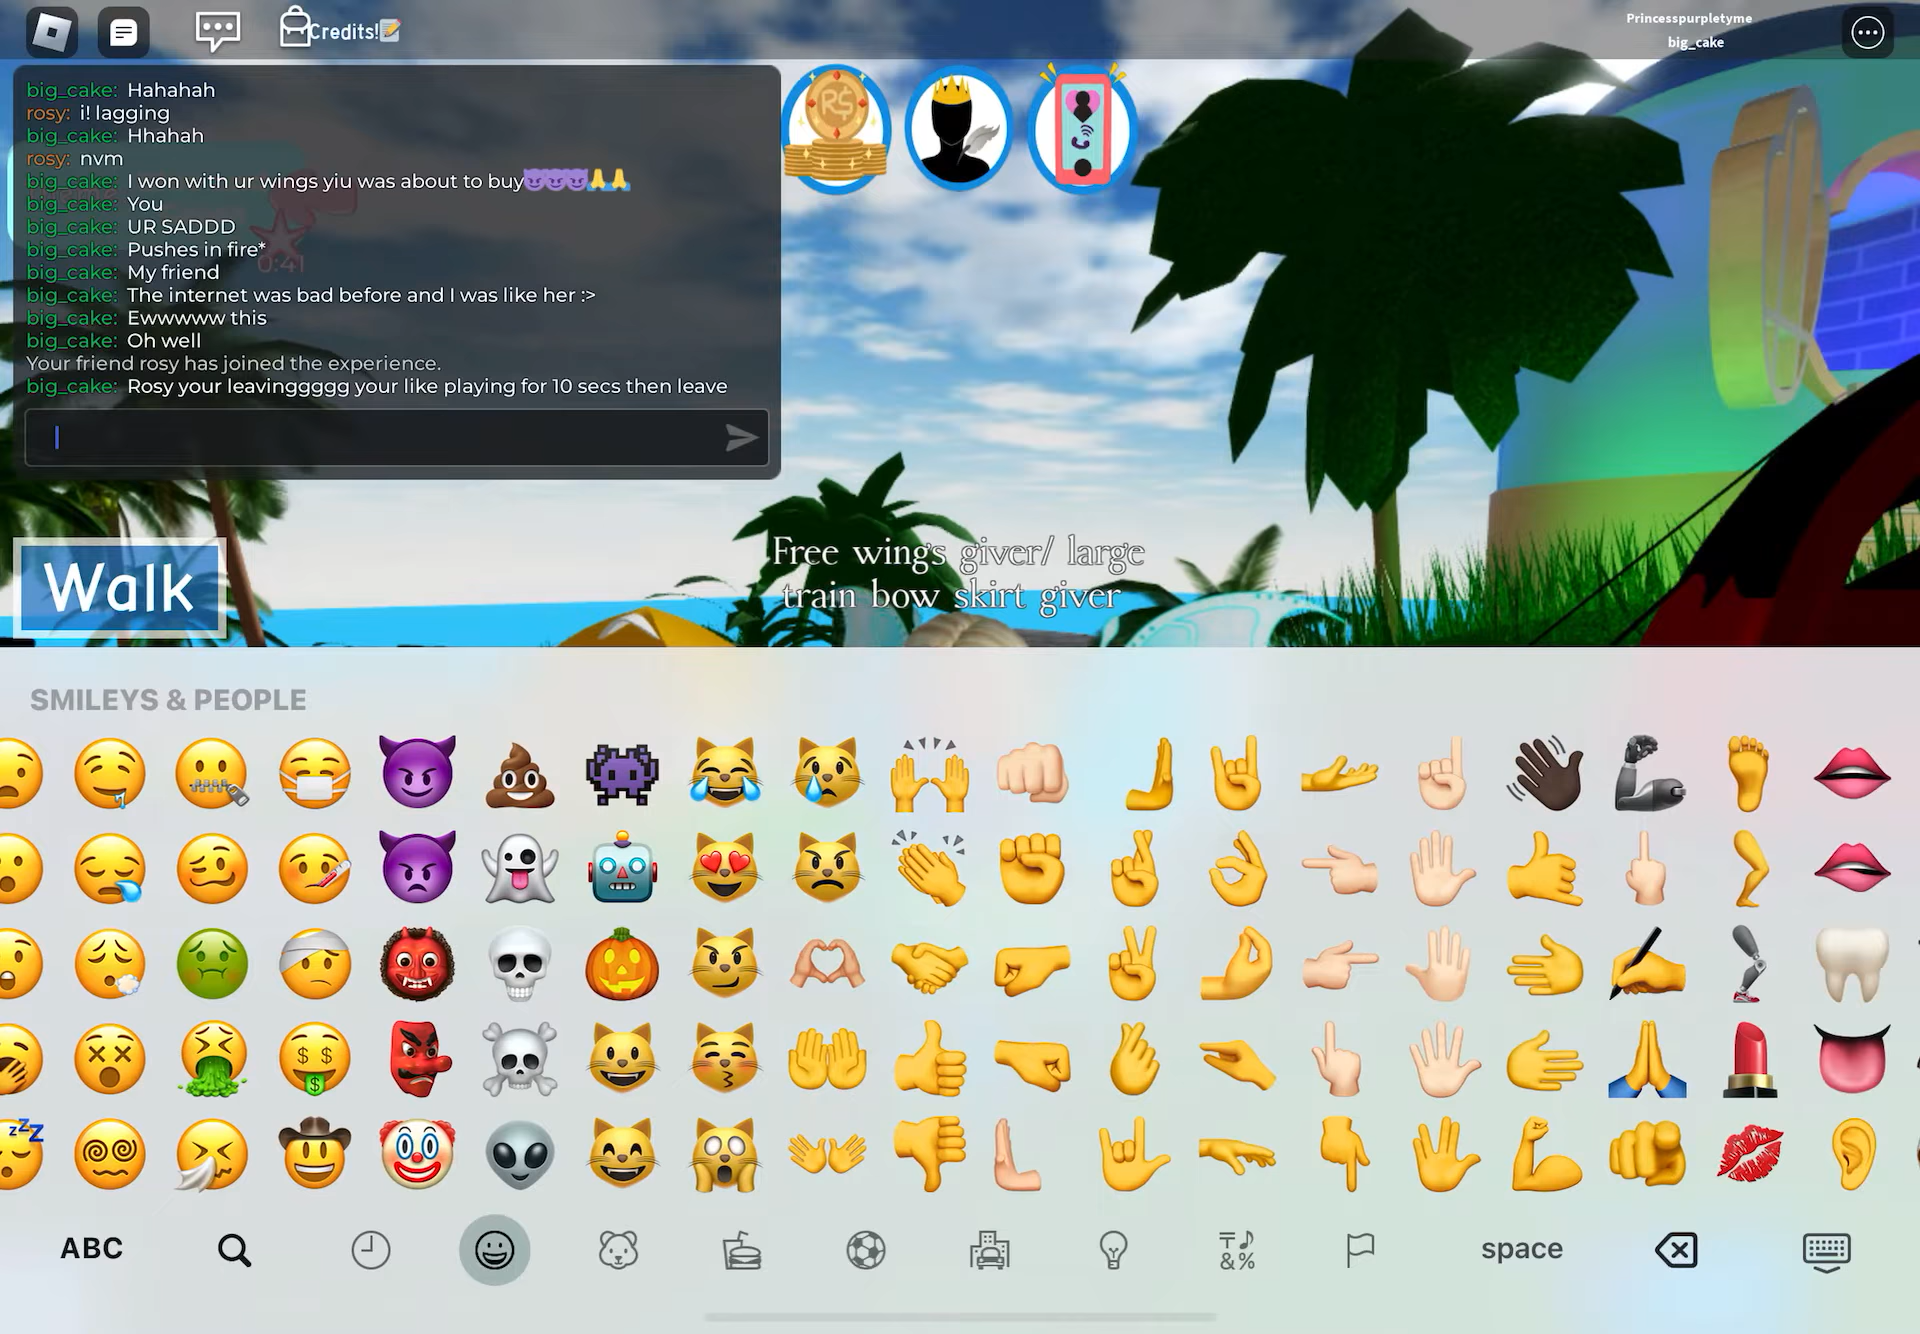 Credits!📝
Princesspurpletyme
big_cake
big_cake: Hahahah
rosy: i! lagging
big_cake: Hhahah
rosy: nvm
big_cake: I won with ur wings yiu was about to buy😈😈😈🙏🙏
big_cake: You
big_cake: UR SADDD
big_cake: Pushes in fire*
big_cake: My friend
big_cake: The internet was bad before and I was like her :>
big_cake: Ewwwww this
big_cake: Oh well
Your friend rosy has joined the experience.
big_cake: Rosy your leavinggggg your like playing for 10 secs then leave
0:41
R$
Free wings giver/ large
train bow skirt giver
Walk
SMILEYS & PEOPLE
ABC
&%
space